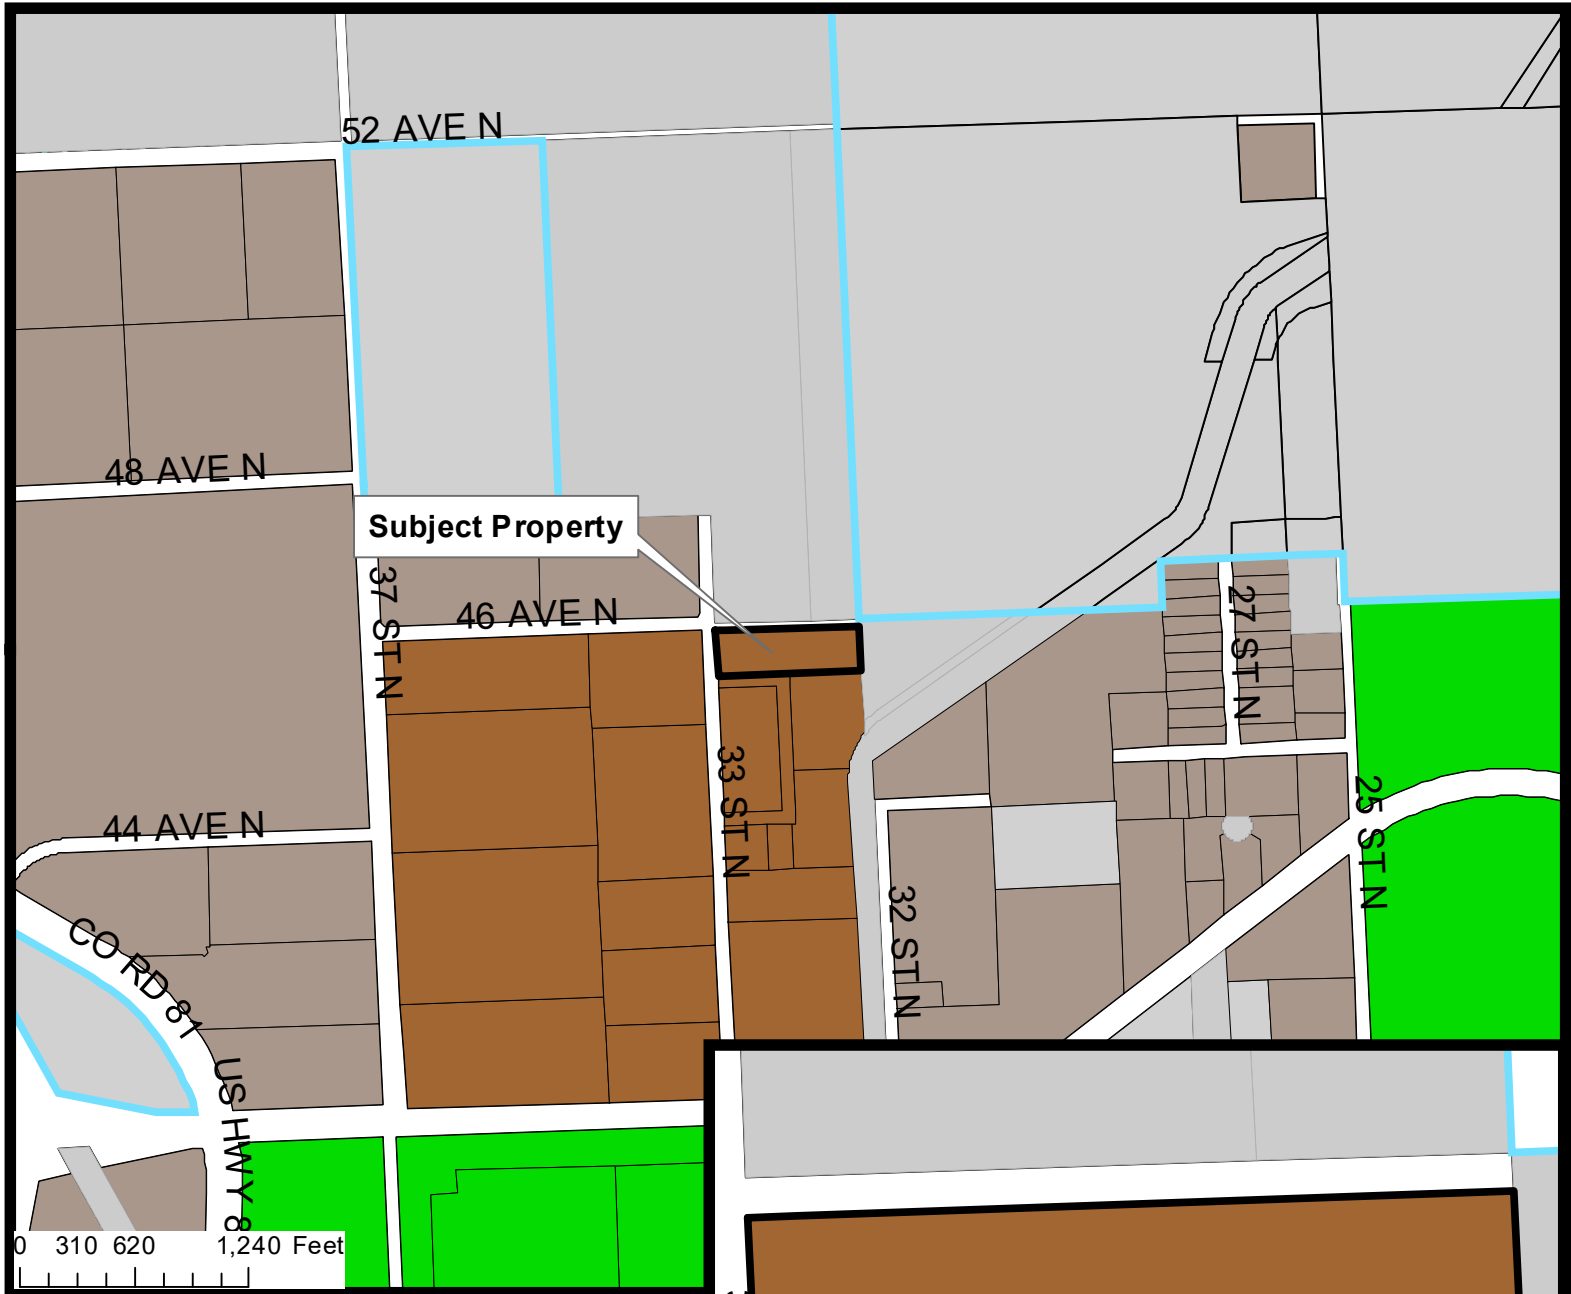 52 AVE N
48 AVE N
Subject Property
37 ST N
46 AVE N
27 ST N
33 ST N
25 ST N
44 AVE N
32 ST N
CO RD 81
US HWY 8
0 310 620 1,240 Feet